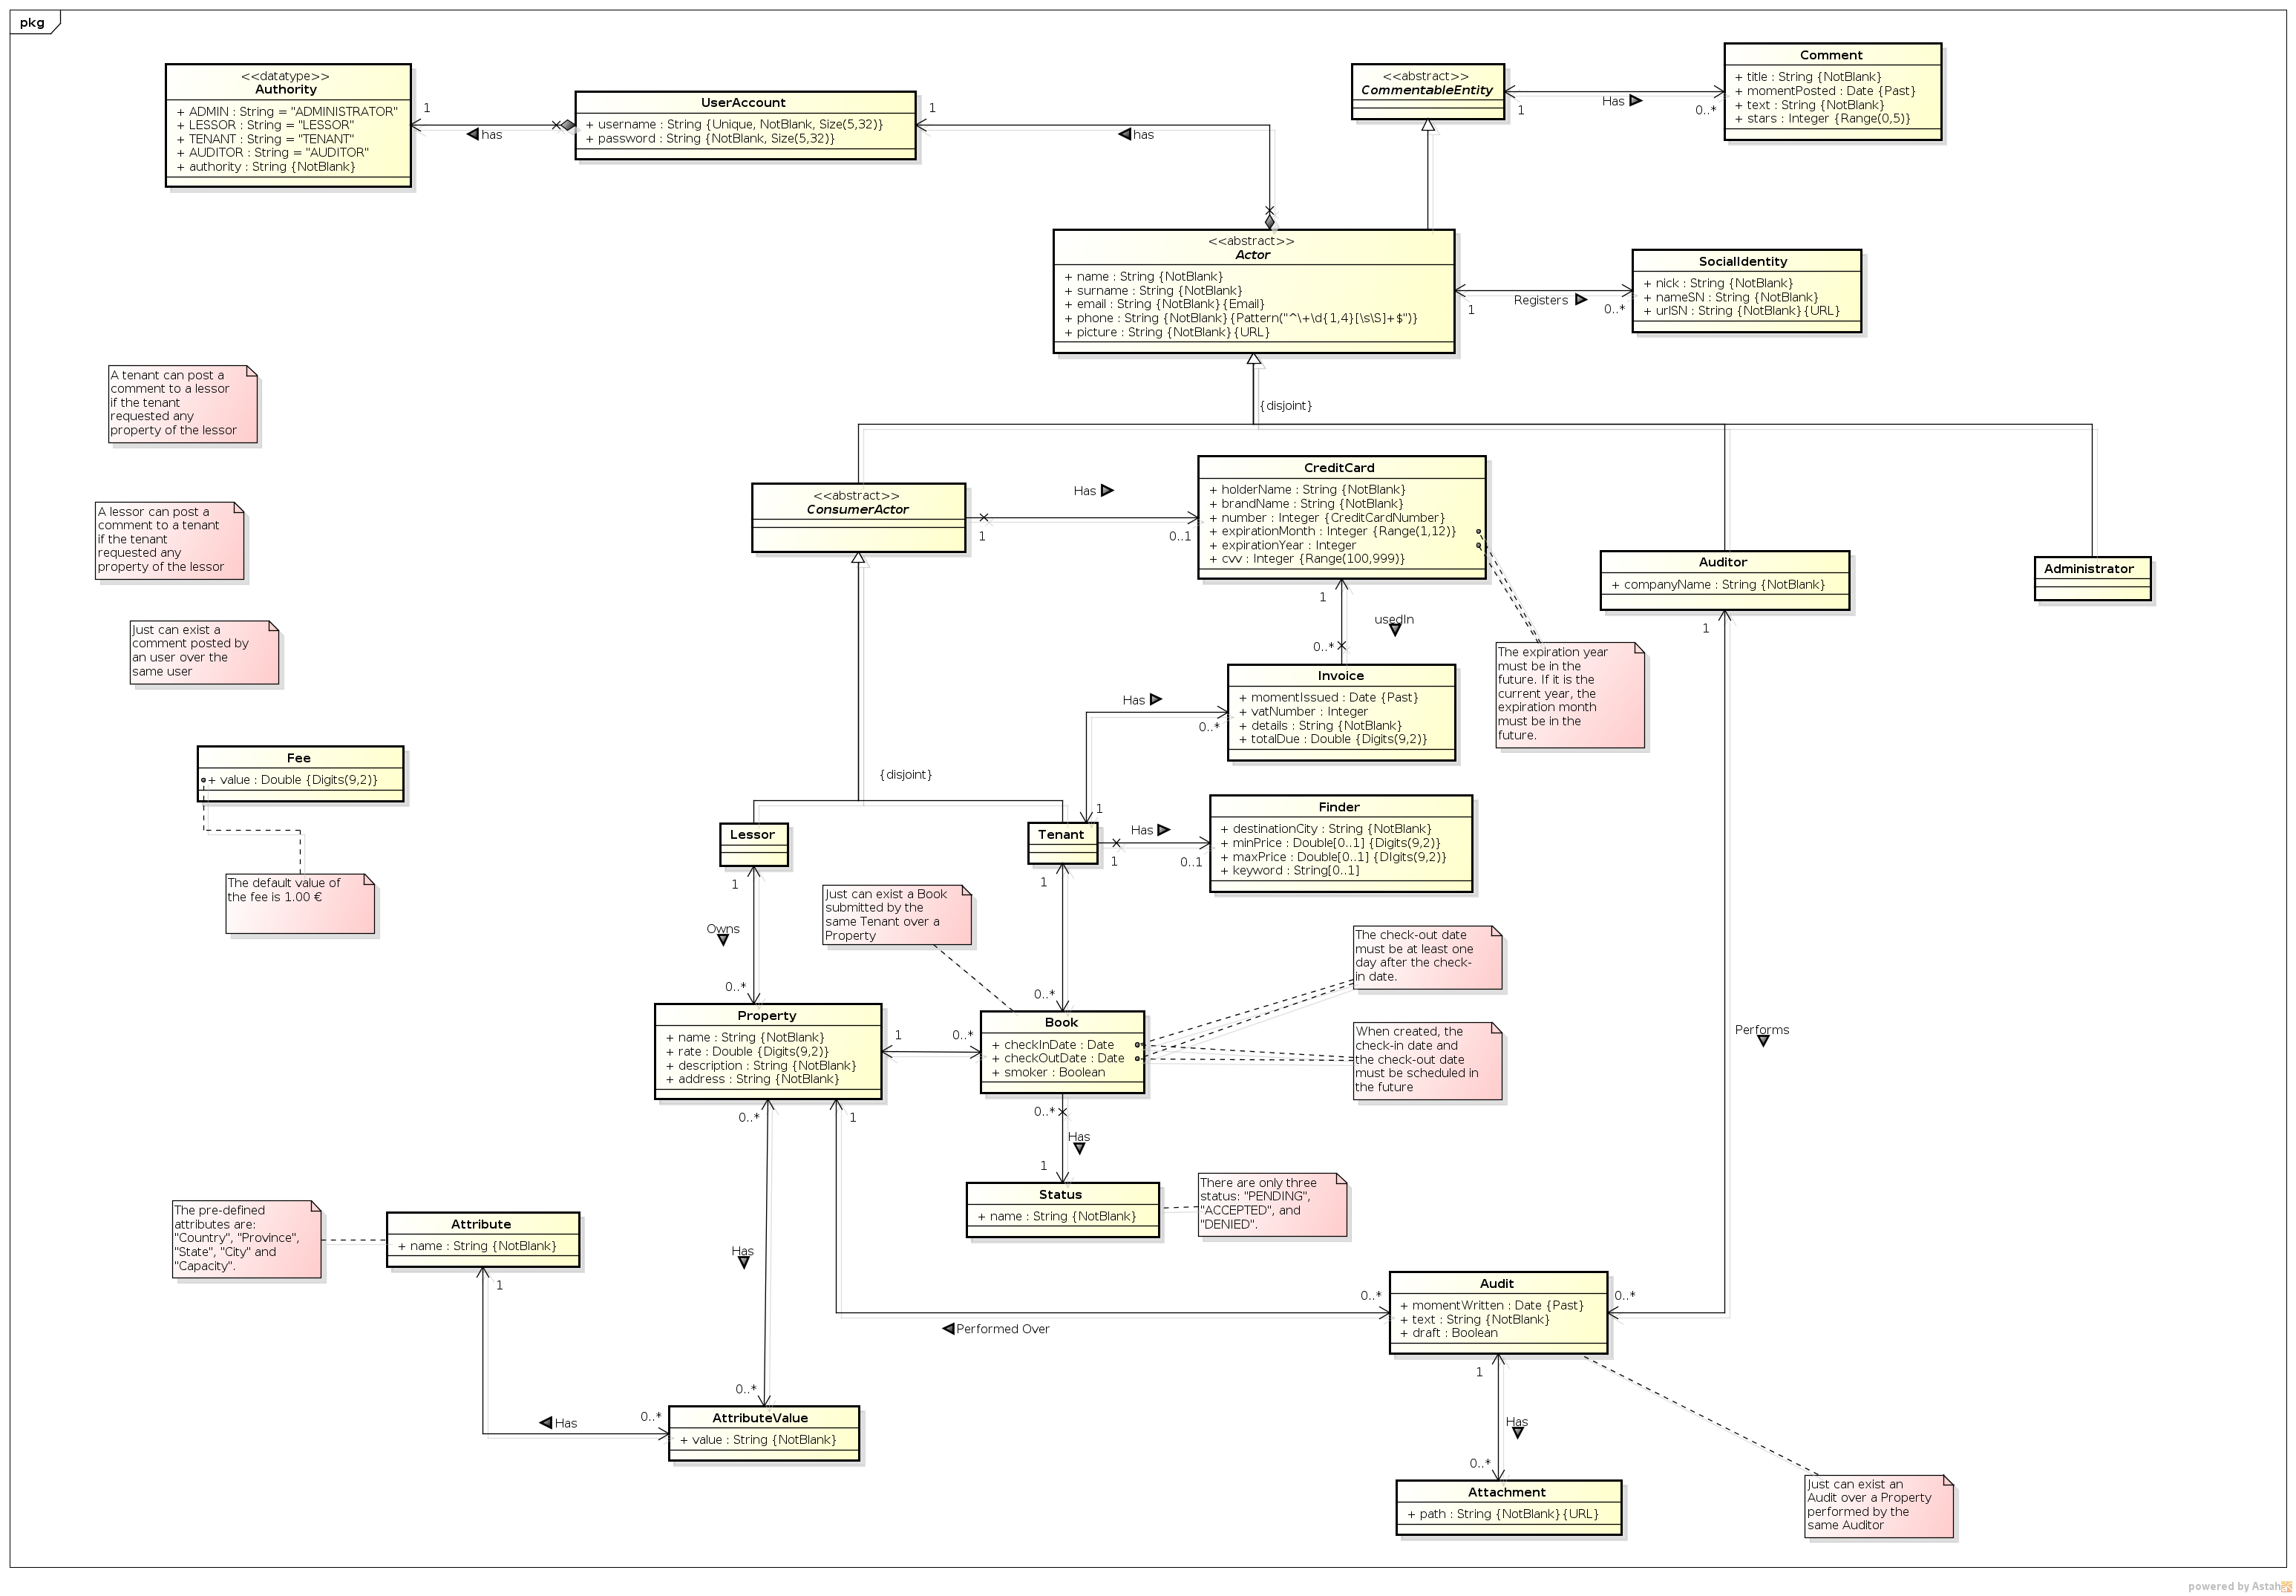 pkg
<<datatype>>
Authority
+ ADMIN : String = "ADMINISTRATOR"
+ LESSOR : String = "LESSOR"
+ TENANT : String = "TENANT"
+ AUDITOR : String = "AUDITOR"
+ authority : String {NotBlank}
1
has
UserAccount
+ username : String {Unique, NotBlank, Size(5,32)}
+ password : String {NotBlank, Size(5,32)}
1
has
<<abstract>>
CommentableEntity
1
Has
0..*
Comment
+ title : String {NotBlank}
+ momentPosted : Date {Past}
+ text : String {NotBlank}
+ stars : Integer {Range(0,5)}
<<abstract>>
Actor
+ name : String {NotBlank}
+ surname : String {NotBlank}
+ email : String {NotBlank}{Email}
+ phone : String {NotBlank}{Pattern("^\+\d{1,4}[\s\S]+$")}
+ picture : String {NotBlank}{URL}
1
Registers
0..*
SocialIdentity
+ nick : String {NotBlank}
+ nameSN : String {NotBlank}
+ urlSN : String {NotBlank}{URL}
{disjoint}
A tenant can post a
comment to a lessor
if the tenant
requested any
property of the lessor
A lessor can post a
comment to a tenant
if the tenant
requested any
property of the lessor
Just can exist a
comment posted by
an user over the
same user
<<abstract>>
ConsumerActor
1
Has
0..1
CreditCard
+ holderName : String {NotBlank}
+ brandName : String {NotBlank}
+ number : Integer {CreditCardNumber}
+ expirationMonth : Integer {Range(1,12)}
+ expirationYear : Integer
+ cvv : Integer {Range(100,999)}
Auditor
+ companyName : String {NotBlank}
1
Administrator
1
usedIn
0..*
The expiration year
must be in the
future. If it is the
current year, the
expiration month
must be in the
future.
Invoice
+ momentIssued : Date {Past}
+ vatNumber : Integer
+ details : String {NotBlank}
+ totalDue : Double {Digits(9,2)}
Has
0..*
1
{disjoint}
Fee
+ value : Double {Digits(9,2)}
The default value of
the fee is 1.00 €
Lessor
Tenant
1
Has
0..1
Finder
+ destinationCity : String {NotBlank}
+ minPrice : Double[0..1] {Digits(9,2)}
+ maxPrice : Double[0..1] {DIgits(9,2)}
+ keyword : String[0..1]
1
Owns
0..*
Just can exist a Book
submitted by the
same Tenant over a
Property
1
0..*
The check-out date
must be at least one
day after the check-
in date.
When created, the
check-in date and
the check-out date
must be scheduled in
the future
Performs
Property
+ name : String {NotBlank}
+ rate : Double {Digits(9,2)}
+ description : String {NotBlank}
+ address : String {NotBlank}
1
0..*
Book
+ checkInDate : Date
+ checkOutDate : Date
+ smoker : Boolean
0..*
Has
1
0..*
1
Status
+ name : String {NotBlank}
There are only three
status: "PENDING",
"ACCEPTED", and
"DENIED".
The pre-defined
attributes are:
"Country", "Province",
"State", "City" and
"Capacity".
Attribute
+ name : String {NotBlank}
1
Has
0..*
Performed Over
0..*
Audit
+ momentWritten : Date {Past}
+ text : String {NotBlank}
+ draft : Boolean
0..*
1
Has
0..*
Has
0..*
AttributeValue
+ value : String {NotBlank}
Attachment
+ path : String {NotBlank}{URL}
Just can exist an
Audit over a Property
performed by the
same Auditor
powered by Astah